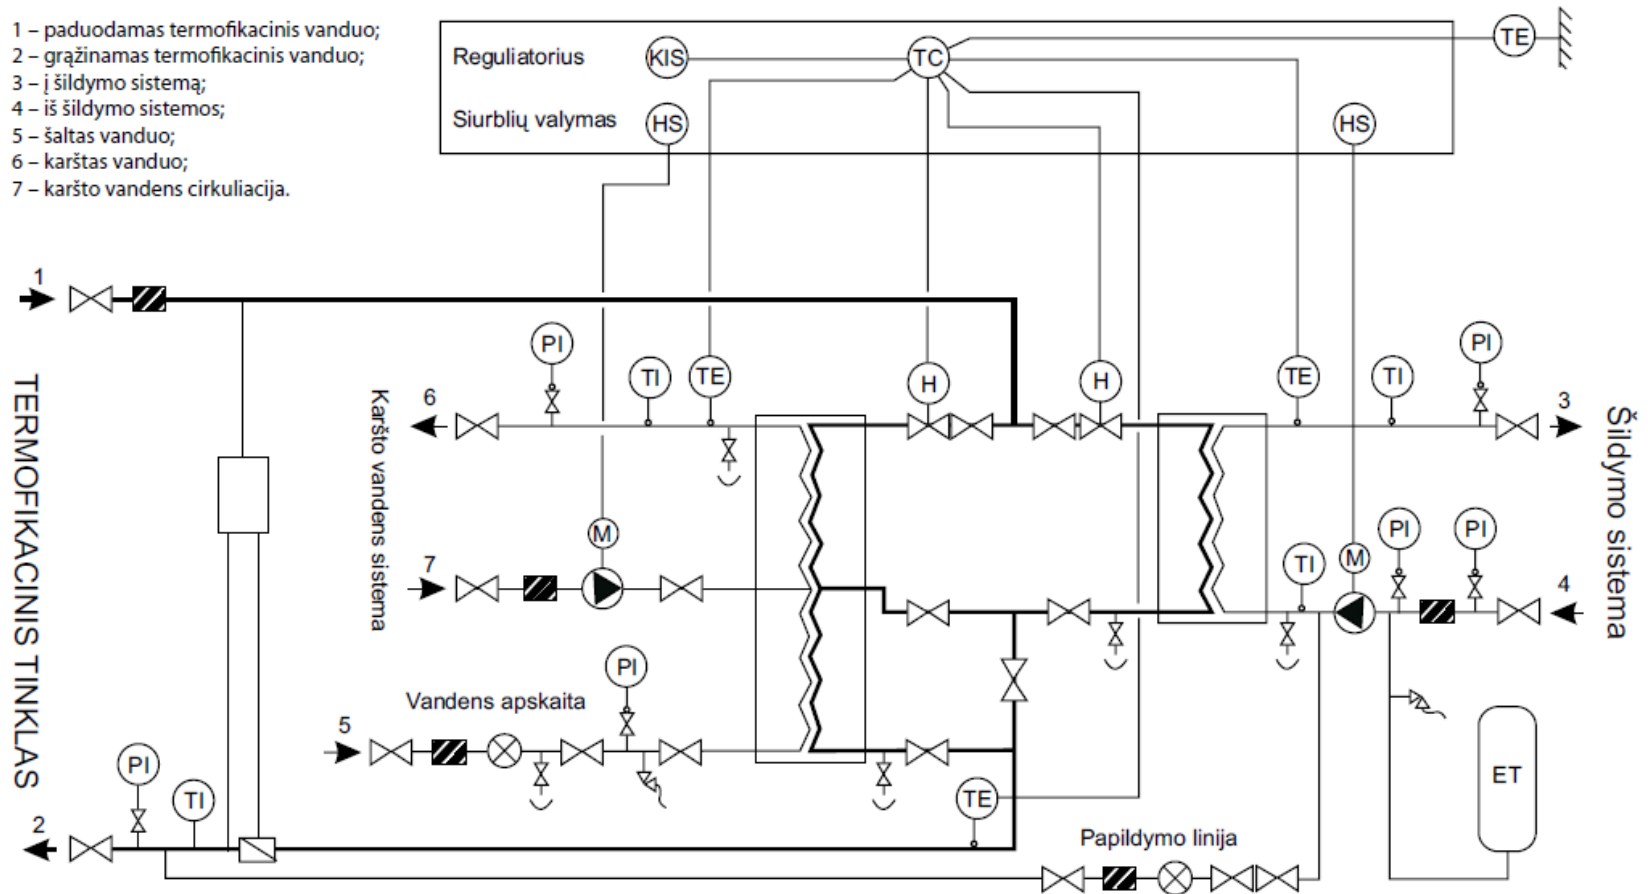 1 – paduodamas termofikacinis vanduo;
2 – grąžinamas termofikacinis vanduo;
3 – į šildymo sistemą;
4 – iš šildymo sistemos;
5 – šaltas vanduo;
6 – karštas vanduo;
7 – karšto vandens cirkuliacija.
Reguliatorius
KIS
TC
TE
Siurblių valymas
HS
HS
1
PI
TI
TE
H
H
TE
TI
PI
6
3
TERMOFIKACINIS TINKLAS
Karšto vandens sistema
Šildymo sistema
M
7
TI
M
PI
PI
4
PI
Vandens apskaita
5
PI
TI
TE
ET
2
Papildymo linija